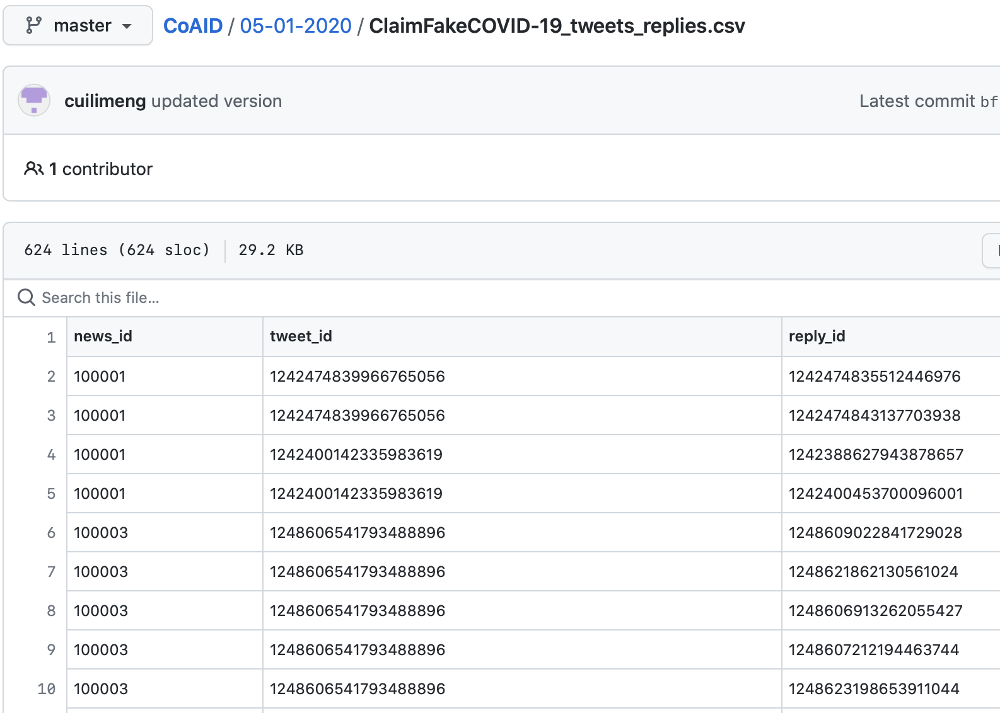 master CoAID / 05-01-2020 / ClaimFakeCOVID-19_tweets_replies.csv
cuilimeng updated version Latest commit bf
1 contributor
624 lines (624 sloc) 29.2 KB
Search this file...
1 news_id tweet_id reply_id
2 100001 1242474839966765056 1242474835512446976
3 100001 1242474839966765056 1242474843137703938
4 100001 1242400142335983619 1242388627943878657
5 100001 1242400142335983619 1242400453700096001
6 100003 1248606541793488896 1248609022841729028
7 100003 1248606541793488896 1248621862130561024
8 100003 1248606541793488896 1248606913262055427
9 100003 1248606541793488896 1248607212194463744
10 100003 1248606541793488896 1248623198653911044